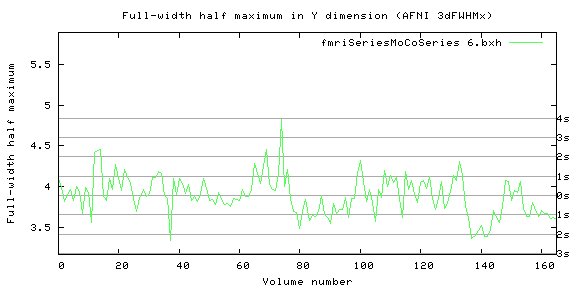 Full-width half maximum in Y dimension (AFNI 3dFWHMx)
fmriSeriesMoCoSeries 6.bxh
Full-width half maximum
5.5
5
4.5
4
3.5
4s
3s
2s
1s
0s
1s
2s
3s
0 20 40 60 80 100 120 140 160
Volume number